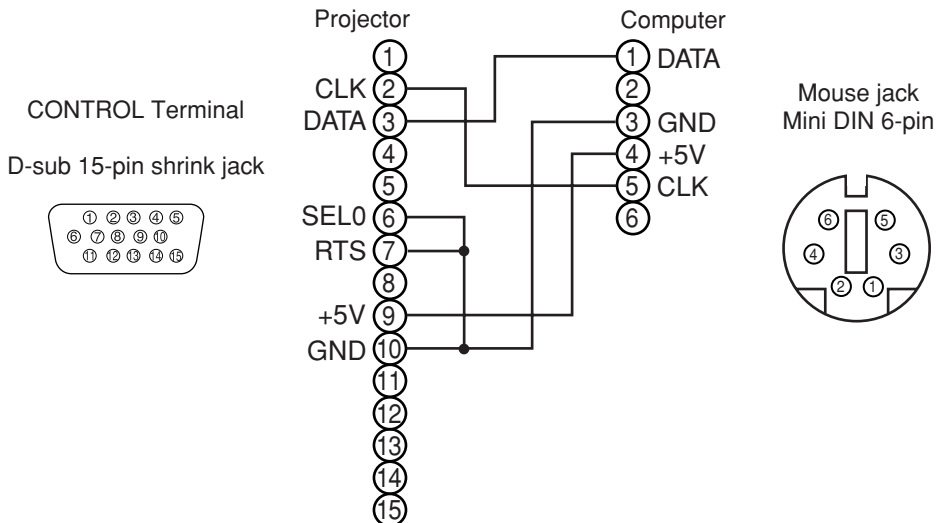 Projector
Computer
CONTROL Terminal
D-sub 15-pin shrink jack
① ② ③ ④ ⑤
⑥ ⑦ ⑧ ⑨ ⑩
⑪ ⑫ ⑬ ⑭ ⑮
①
CLK ②
DATA ③
④
⑤
SEL0 ⑥
RTS ⑦
⑧
+5V ⑨
GND ⑩
⑪
⑫
⑬
⑭
⑮
① DATA
②
③ GND
④ +5V
⑤ CLK
⑥
Mouse jack
Mini DIN 6-pin
⑥ ⑤
④ ③
② ①